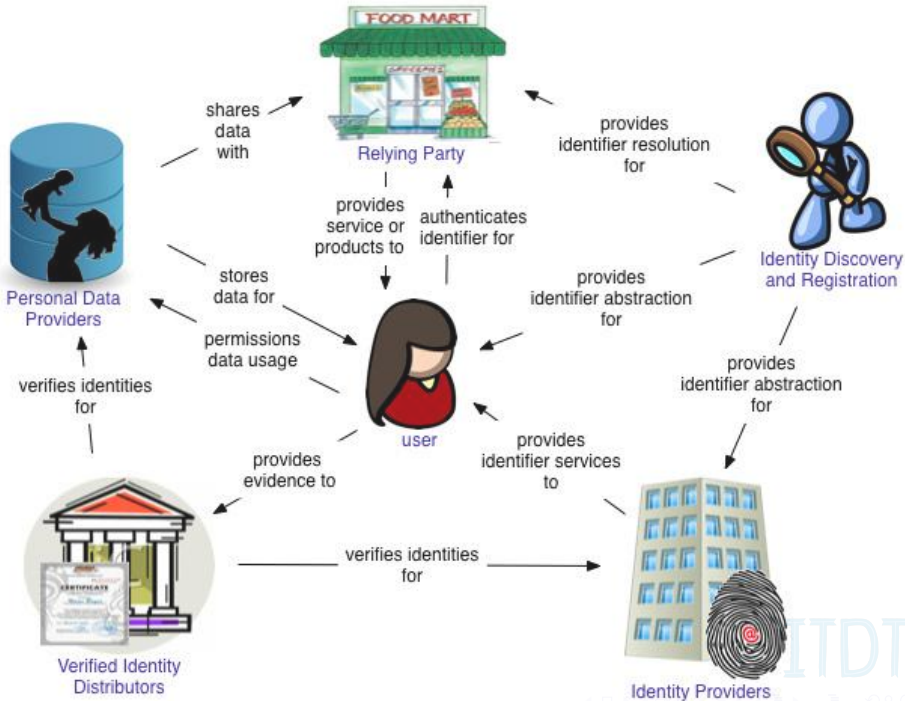 FOOD MART
GROCERIES
shares
data
with
Relying Party
provides
identifier resolution
for
provides
service or
products to
authenticates
identifier for
Identity Discovery
and Registration
Personal Data
Providers
stores
data for
provides
identifier abstraction
for
permissions
data usage
verifies identities
for
user
provides
identifier abstraction
for
provides
evidence to
provides
identifier services
to
verifies identities
for
CERTIFICATE
@
ITDT
Verified Identity
Distributors
Identity Providers